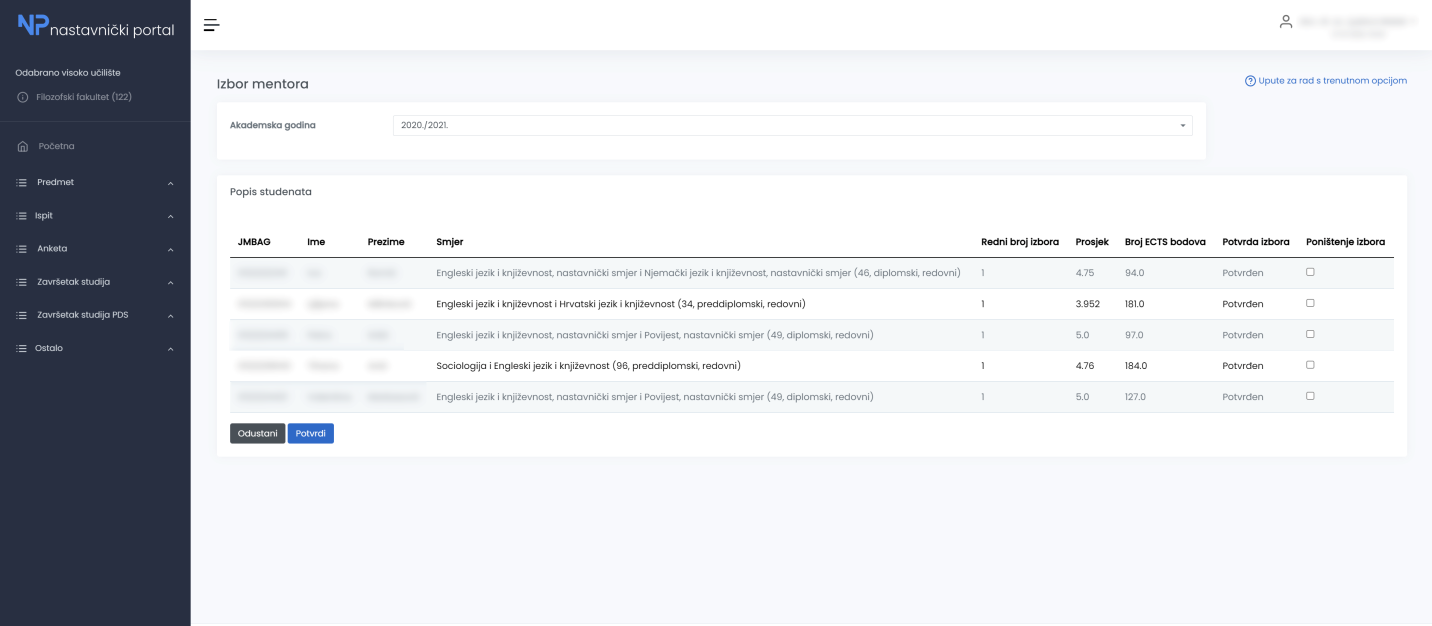 NP nastavnički portal
Odabrano visoko učilište
Filozofski fakultet (122)
Početna
Predmet
Ispit
Anketa
Završetak studija
Završetak studija PDS
Ostalo
Izbor mentora
Upute za rad s trenutnom opcijom
Akademska godina 2020./2021.
Popis studenata
JMBAG Ime Prezime Smjer Redni broj izbora Prosjek Broj ECTS bodova Potvrda izbora Poništenje izbora
Engleski jezik i književnost, nastavnički smjer i Njemački jezik i književnost, nastavnički smjer (46, diplomski, redovni) 1 4.75 94.0 Potvrđen
Engleski jezik i književnost i Hrvatski jezik i književnost (34, preddiplomski, redovni) 1 3.952 181.0 Potvrđen
Engleski jezik i književnost, nastavnički smjer i Povijest, nastavnički smjer (49, diplomski, redovni) 1 5.0 97.0 Potvrđen
Sociologija i Engleski jezik i književnost (96, preddiplomski, redovni) 1 4.76 184.0 Potvrđen
Engleski jezik i književnost, nastavnički smjer i Povijest, nastavnički smjer (49, diplomski, redovni) 1 5.0 127.0 Potvrđen
Odustani Potvrdi